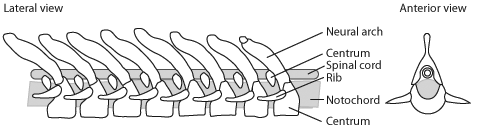 Lateral view
Anterior view
Neural arch
Centrum
Spinal cord
Rib
Notochord
Centrum